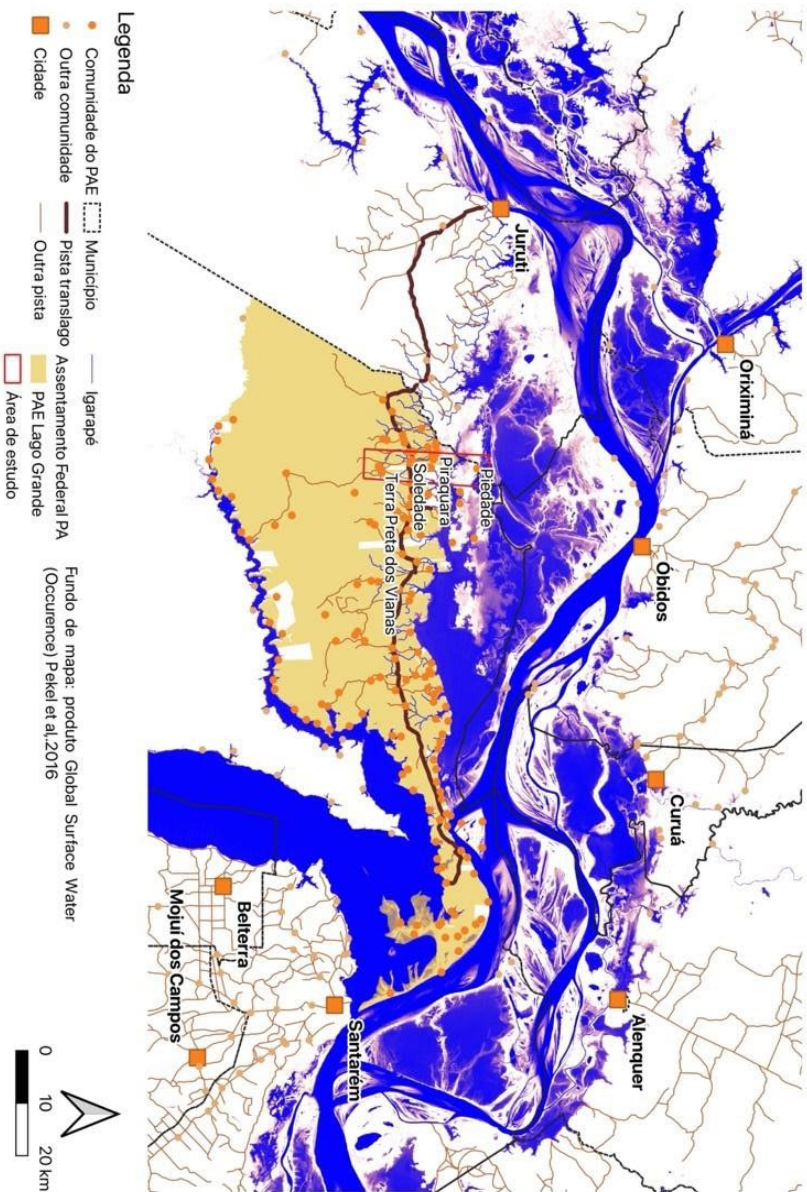 Oriximiná
Óbidos
Curuá
Alenquer
Juruti
Piedade
Piraquara
Soledade
Terra Preta dos Vianas
Santarém
Belterra
Mojuí dos Campos
Legenda
Comunidade do PAE
Outra comunidade
Cidade
Município
Pista translago
Outra pista
Igarapé
Assentamento Federal PA
PAE Lago Grande
Área de estudo
Fundo de mapa: produto Global Surface Water
(Occurence) Pekel et al,2016
0 10 20 km